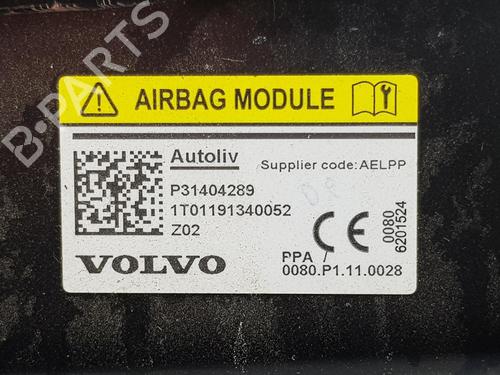 B-PARTS
AIRBAG MODULE
Autoliv
Supplier code:AELPP
P31404289
1T01191340052
Z02
VOLVO
CE
0080
6201524
PPA /
0080.P1.11.0028